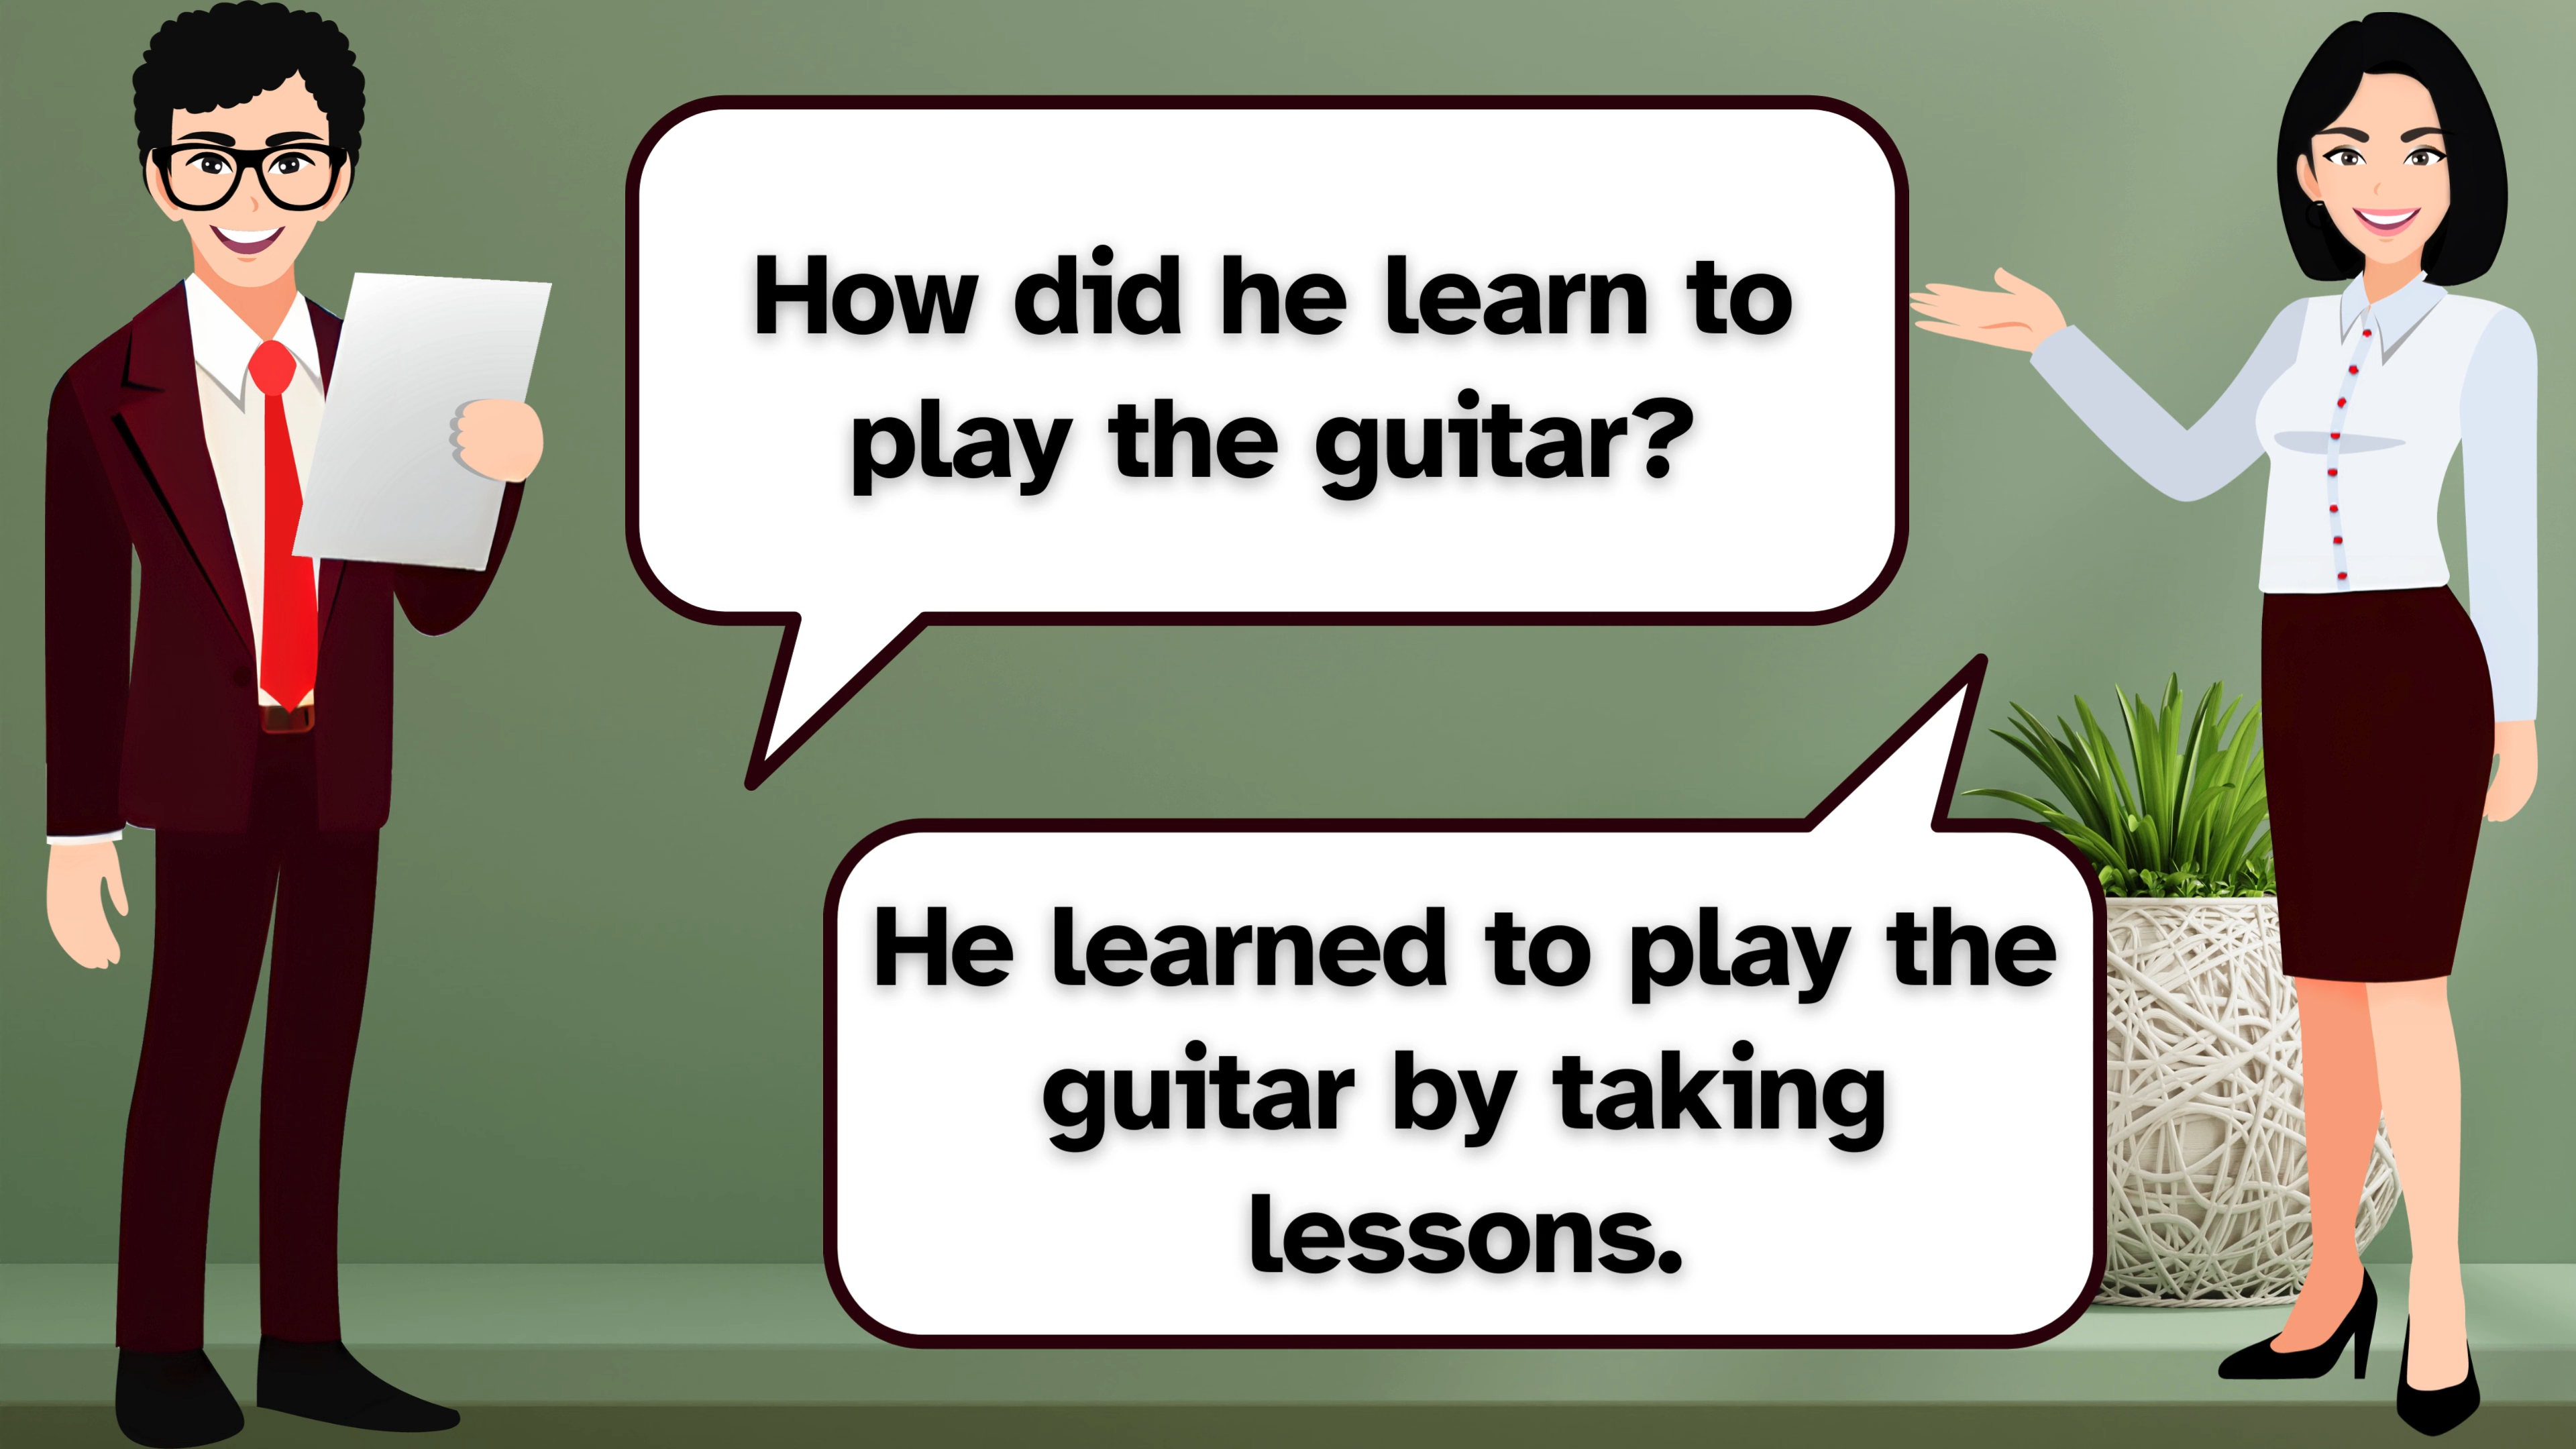 How did he learn to
play the guitar?
He learned to play the
guitar by taking
lessons.